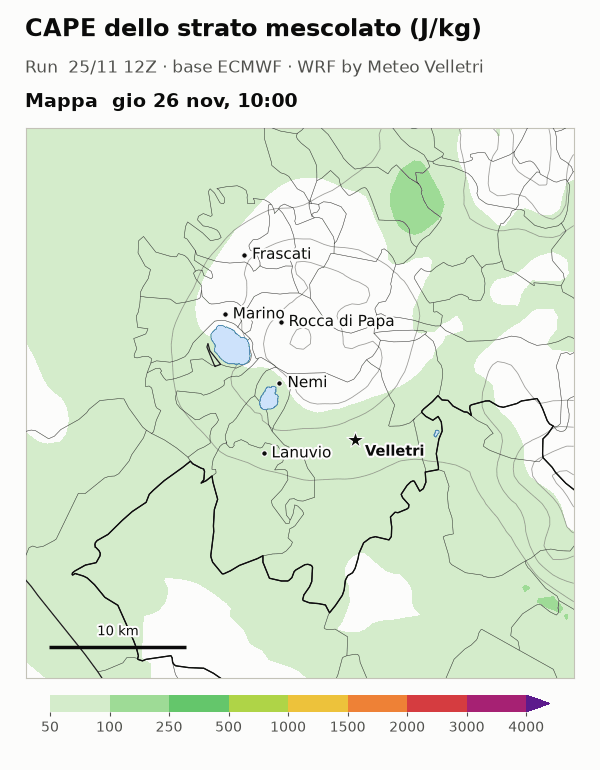 CAPE dello strato mescolato (J/kg)
Run  25/11 12Z · base ECMWF · WRF by Meteo Velletri
Mappa  gio 26 nov, 10:00
Frascati
Marino
Rocca di Papa
Nemi
Velletri
Lanuvio
10 km
50 100 250 500 1000 1500 2000 3000 4000